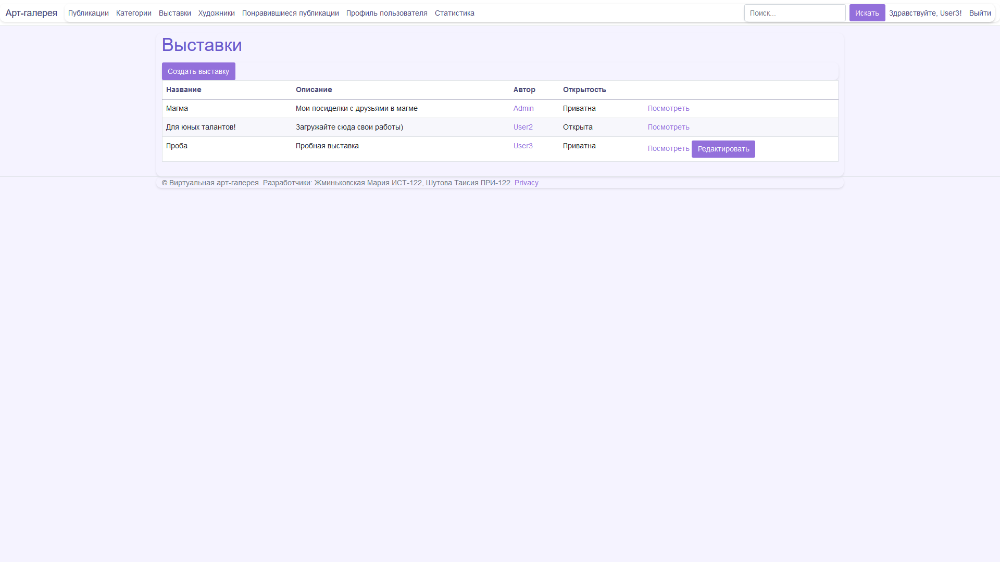 Арт-галерея Публикации Категории Выставки Художники Понравившиеся публикации Профиль пользователя Статистика Поиск... Искать Здравствуйте, User3! Выйти
Выставки
Создать выставку
Название Описание Автор Открытость
Магма Мои посиделки с друзьями в магме Admin Приватна Посмотреть
Для юных талантов! Загружайте сюда свои работы) User2 Открыта Посмотреть
Проба Пробная выставка User3 Приватна Посмотреть Редактировать
© Виртуальная арт-галерея. Разработчики: Жминьковская Мария ИСТ-122, Шутова Таисия ПРИ-122. Privacy